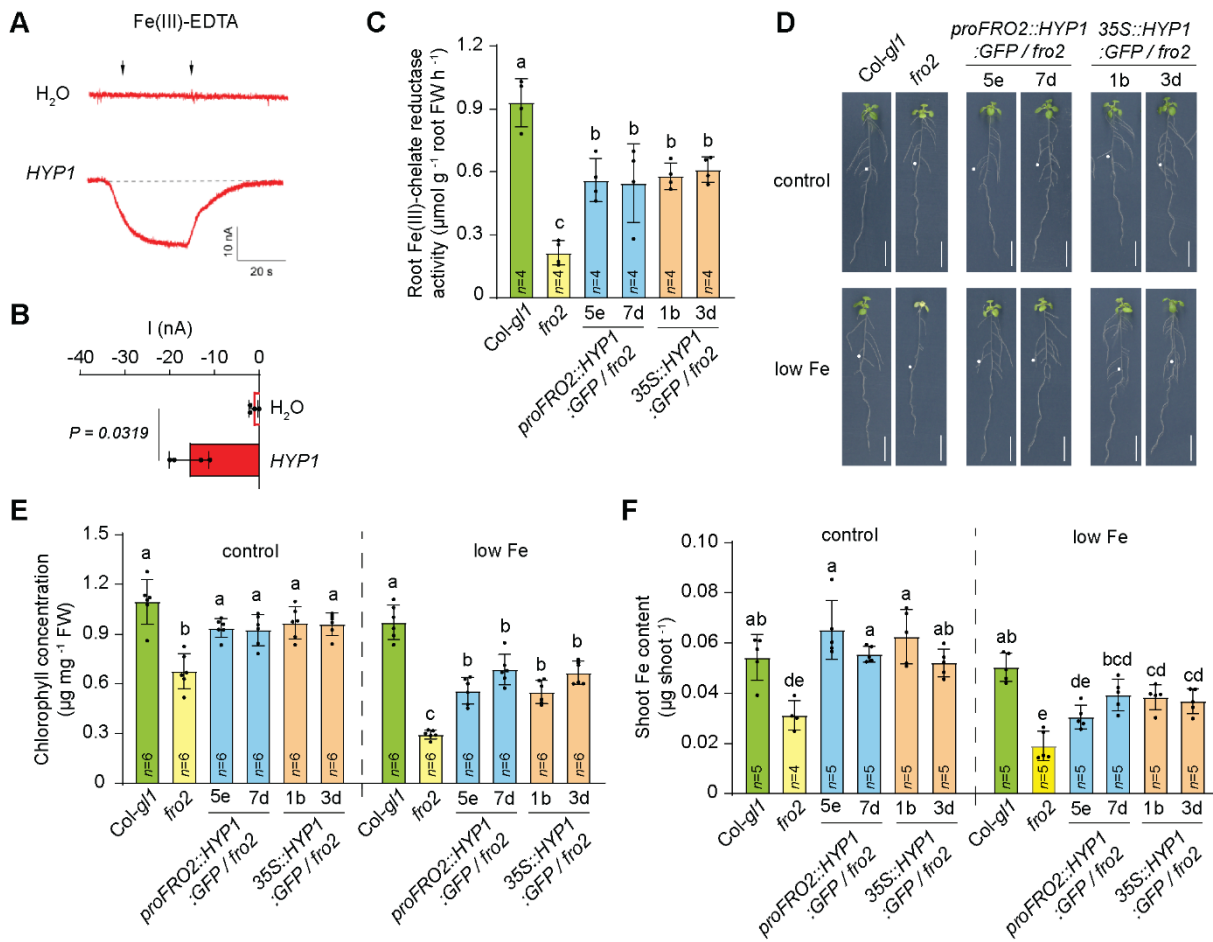 A
Fe(III)-EDTA
H₂O
HYP1
10 nA
20 s
B
I (nA)
-40 -30 -20 -10 0
H₂O
P = 0.0319
HYP1
C
Root Fe(III)-chelate reductase
activity (µmol g⁻¹ root FW h⁻¹)
1.2
0.9
0.6
0.3
0
a
c
b
b
b
b
n=4
n=4
n=4
n=4
n=4
n=4
Col-gl1
fro2
5e 7d 1b 3d
proFRO2::HYP1
:GFP / fro2
35S::HYP1
:GFP / fro2
D
Col-gl1
fro2
proFRO2::HYP1
:GFP / fro2
35S::HYP1
:GFP / fro2
5e 7d 1b 3d
control
low Fe
E
Chlorophyll concentration
(µg mg⁻¹ FW)
1.5
1.2
0.9
0.6
0.3
0
control
low Fe
a
b
a
a
a
a
a
c
b
b
b
b
n=6
n=6
n=6
n=6
n=6
n=6
n=6
n=6
n=6
n=6
n=6
n=6
Col-gl1
fro2
5e 7d 1b 3d
proFRO2::HYP1
:GFP / fro2
35S::HYP1
:GFP / fro2
Col-gl1
fro2
5e 7d 1b 3d
proFRO2::HYP1
:GFP / fro2
35S::HYP1
:GFP / fro2
F
Shoot Fe content
(µg shoot⁻¹)
0.10
0.08
0.06
0.04
0.02
0
control
low Fe
ab
de
a
a
a
ab
ab
e
de
bcd
cd
cd
n=5
n=4
n=5
n=5
n=5
n=5
n=5
n=5
n=5
n=5
n=5
n=5
Col-gl1
fro2
5e 7d 1b 3d
proFRO2::HYP1
:GFP / fro2
35S::HYP1
:GFP / fro2
Col-gl1
fro2
5e 7d 1b 3d
proFRO2::HYP1
:GFP / fro2
35S::HYP1
:GFP / fro2